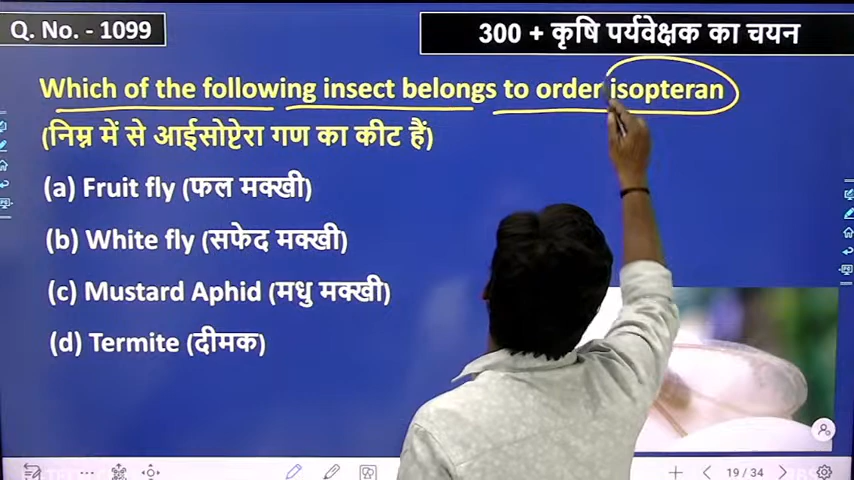 Q. No. - 1099
300 + कृषि पर्यवेक्षक का चयन
Which of the following insect belongs to order isopteran
(निम्न में से आईसोप्टेरा गण का कीट हैं)
(a) Fruit fly (फल मक्खी)
(b) White fly (सफेद मक्खी)
(c) Mustard Aphid (मधु मक्खी)
(d) Termite (दीमक)
19 / 34